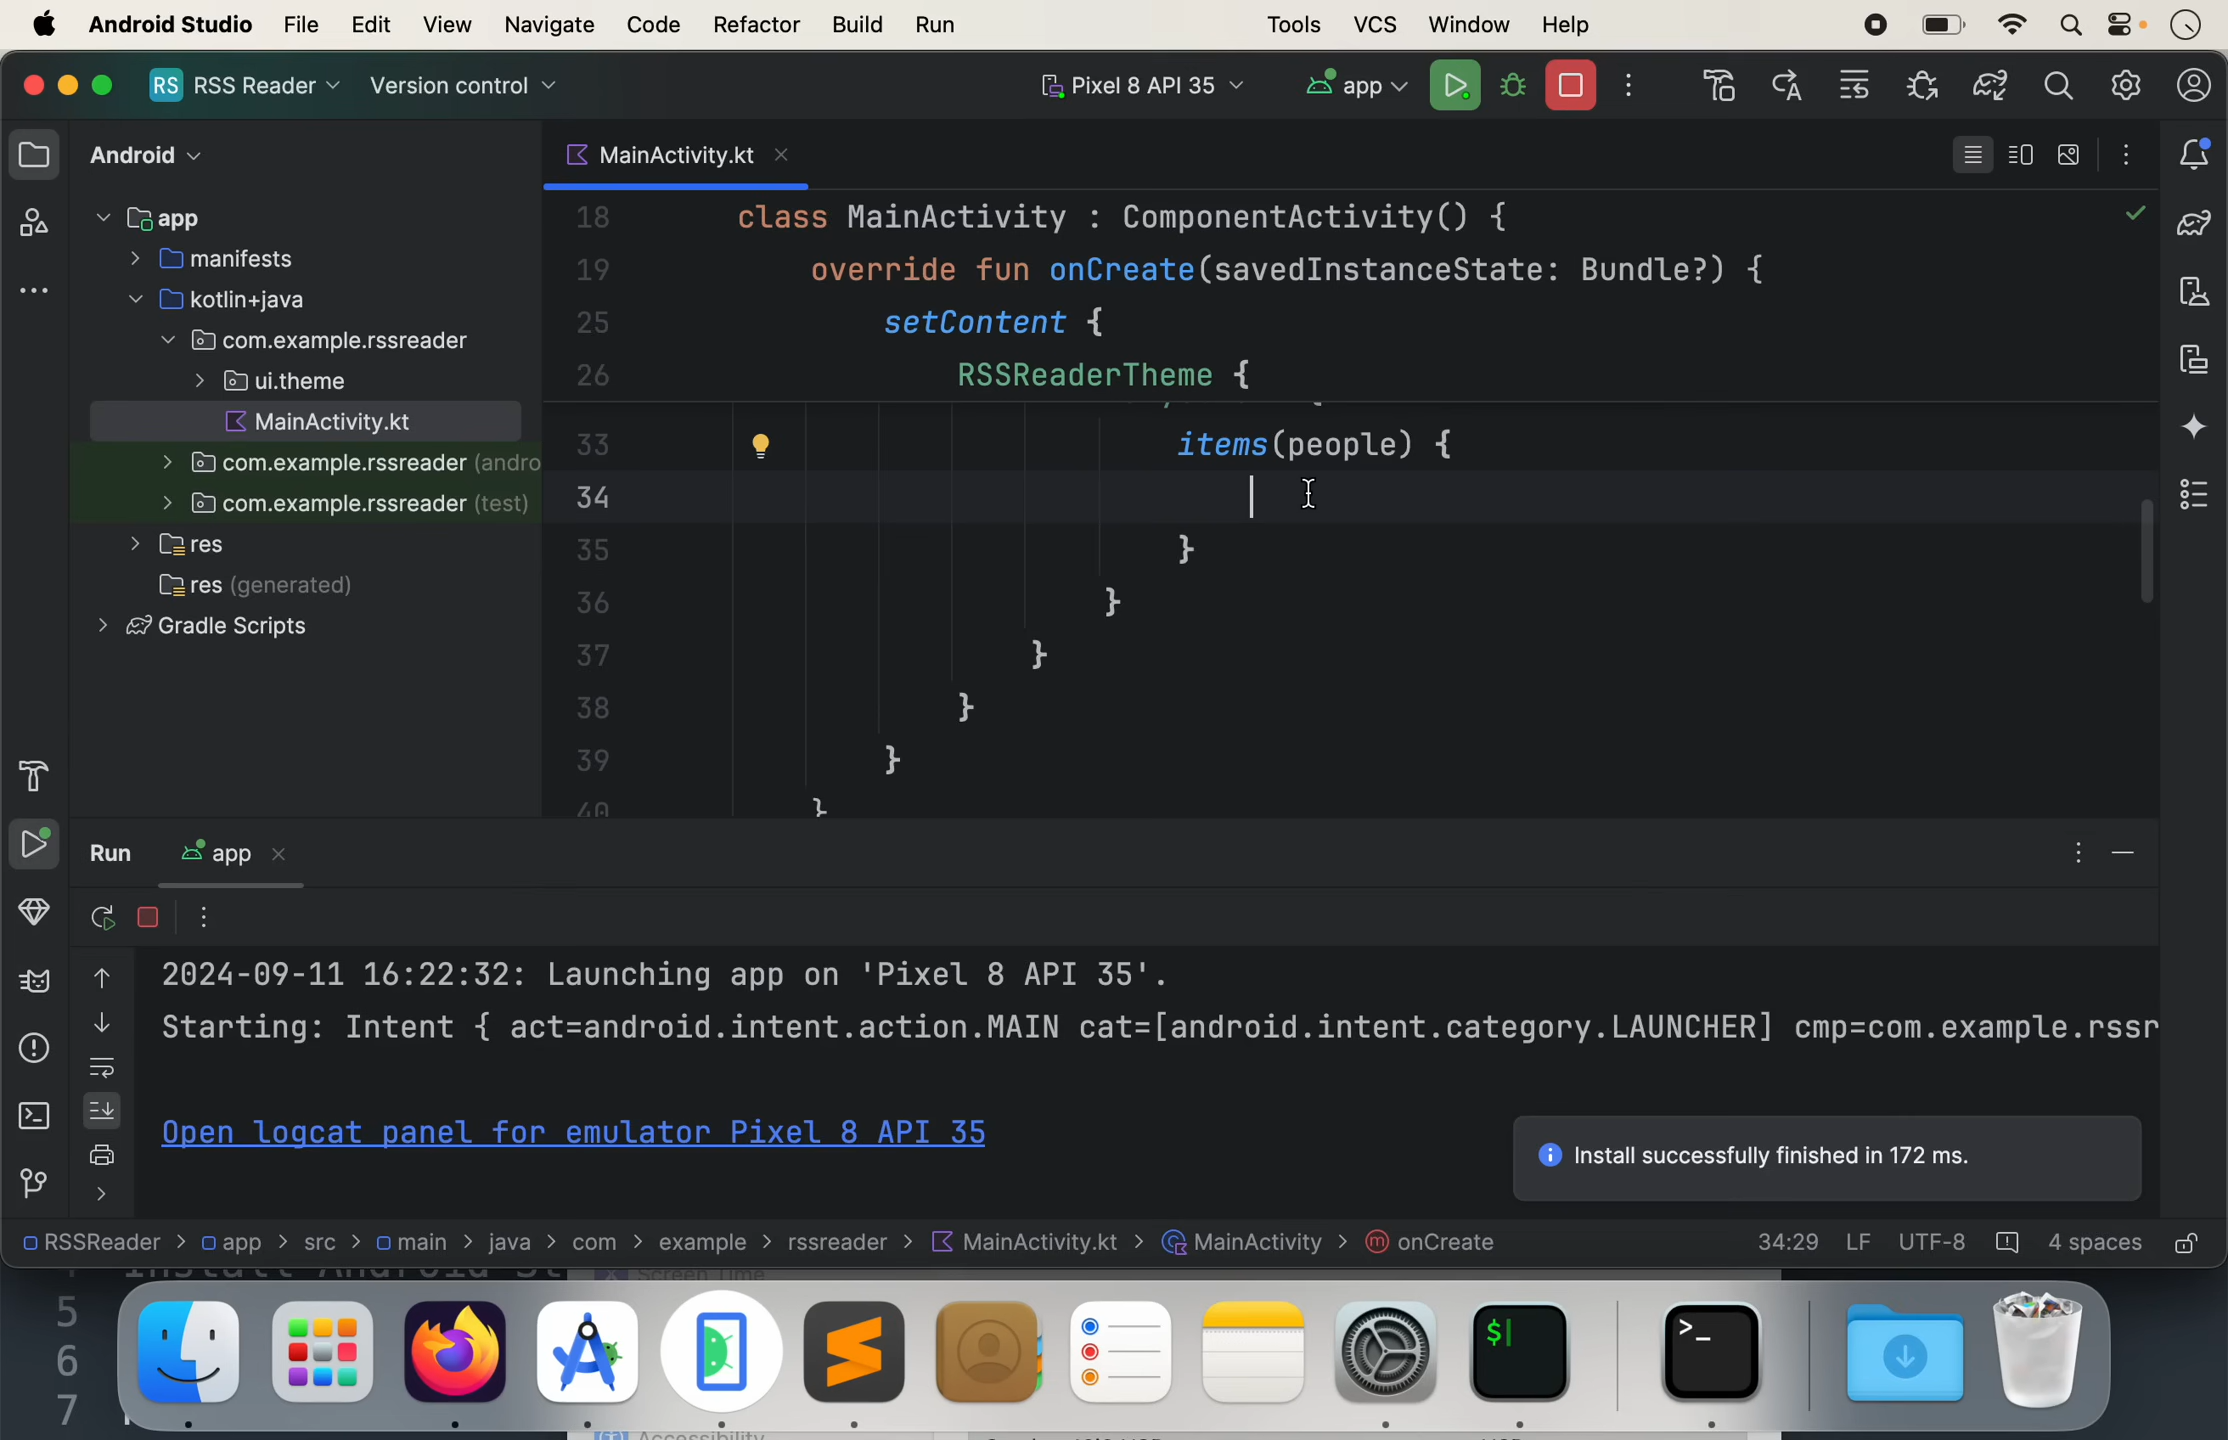 Android Studio File Edit View Navigate Code Refactor Build Run Tools VCS Window Help
RS RSS Reader Version control Pixel 8 API 35 app
Android
MainActivity.kt
app
manifests
kotlin+java
com.example.rssreader
ui.theme
MainActivity.kt
com.example.rssreader (andro
com.example.rssreader (test)
res
res (generated)
Gradle Scripts
18 class MainActivity : ComponentActivity() {
19 override fun onCreate(savedInstanceState: Bundle?) {
25 setContent {
26 RSSReaderTheme {
33 items(people) {
34
35 }
36 }
37 }
38 }
39 }
40 }
Run app
2024-09-11 16:22:32: Launching app on 'Pixel 8 API 35'.
Starting: Intent { act=android.intent.action.MAIN cat=[android.intent.category.LAUNCHER] cmp=com.example.rssr
Open logcat panel for emulator Pixel 8 API 35
Install successfully finished in 172 ms.
RSSReader > app > src > main > java > com > example > rssreader > MainActivity.kt > MainActivity > onCreate 34:29 LF UTF-8 4 spaces
Screen Time
5
6
7
$
>_
Accessibility